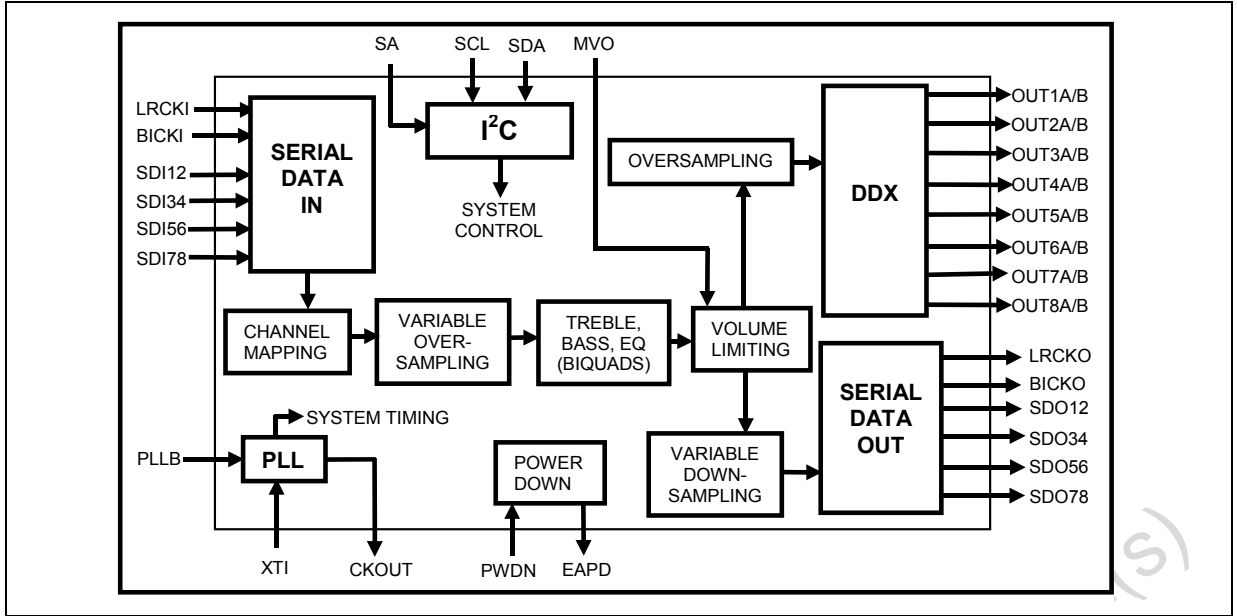 SA SCL SDA MVO
LRCKI
BICKI
SDI12
SDI34
SDI56
SDI78
SERIAL
DATA
IN
I²C
SYSTEM
CONTROL
OVERSAMPLING
DDX
OUT1A/B
OUT2A/B
OUT3A/B
OUT4A/B
OUT5A/B
OUT6A/B
OUT7A/B
OUT8A/B
CHANNEL
MAPPING
VARIABLE
OVER-
SAMPLING
TREBLE,
BASS, EQ
(BIQUADS)
VOLUME
LIMITING
SERIAL
DATA
OUT
LRCKO
BICKO
SDO12
SDO34
SDO56
SDO78
SYSTEM TIMING
PLLB
PLL
POWER
DOWN
VARIABLE
DOWN-
SAMPLING
XTI CKOUT PWDN EAPD
(s)